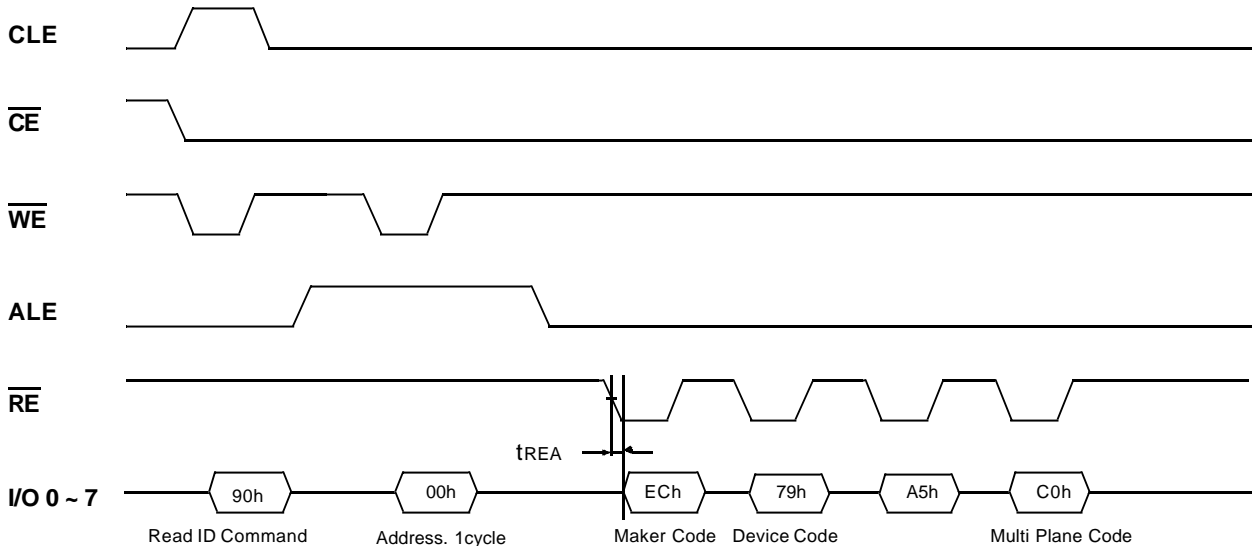 CLE
CE
WE
ALE
RE
tREA
I/O 0 ~ 7
90h
00h
ECh
79h
A5h
C0h
Read ID Command
Address. 1cycle
Maker Code
Device Code
Multi Plane Code